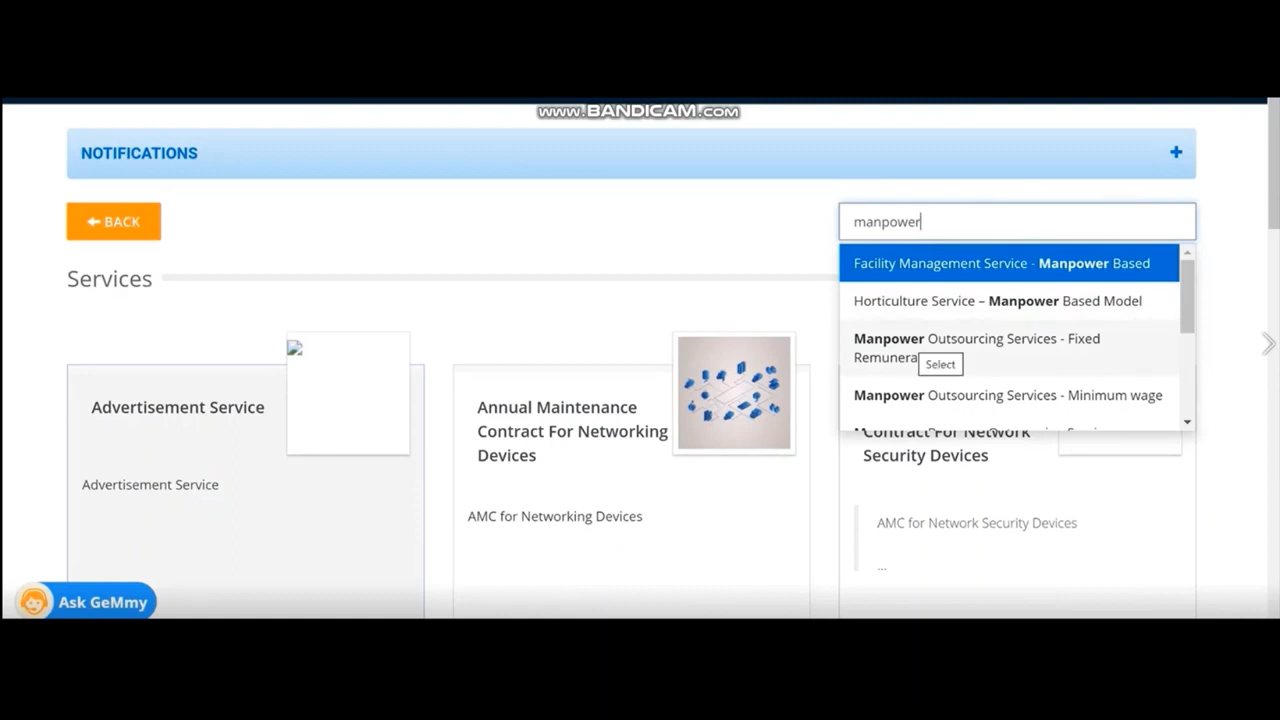 www.BANDICAM.com
NOTIFICATIONS
BACK
manpower
Services
Facility Management Service - Manpower Based
Horticulture Service – Manpower Based Model
Manpower Outsourcing Services - Fixed
Select
Manpower Outsourcing Services - Minimum wage
Advertisement Service
Advertisement Service
Annual Maintenance
Contract For Networking
Devices
AMC for Networking Devices
Contract For Network
Security Devices
AMC for Network Security Devices
...
Ask GeMmy